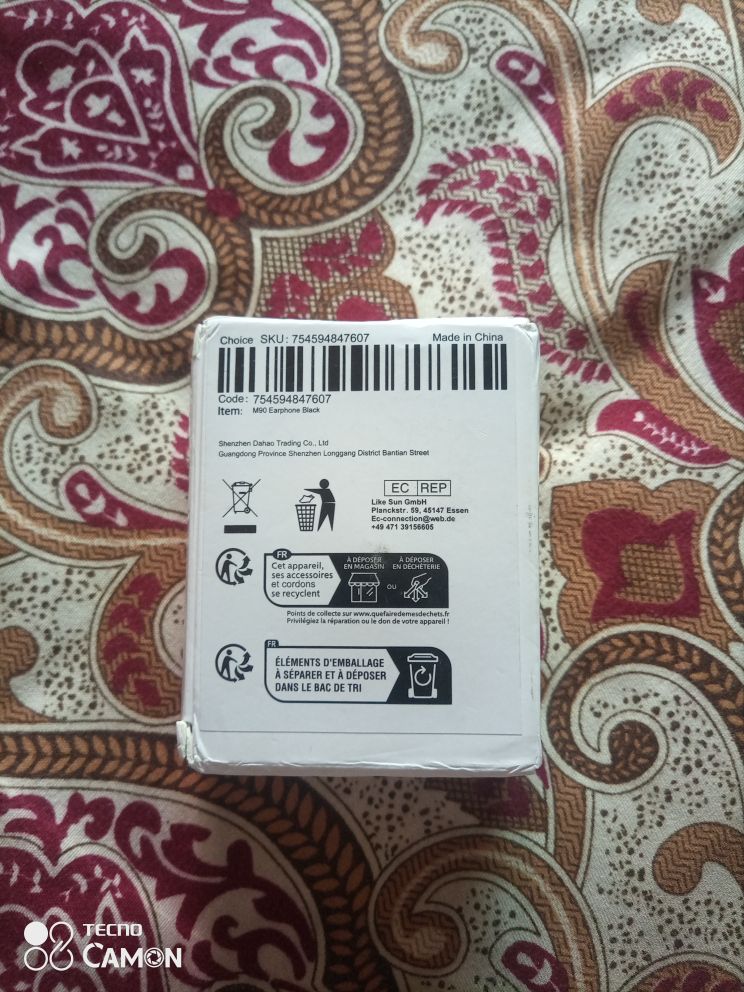 Choice SKU: 754594847607 Made in China
Code: 754594847607
Item: M90 Earphone Black
Shenzhen Dahao Trading Co., Ltd
Guangdong Province Shenzhen Longgang District Bantian Street
EC REP
Like Sun GmbH
Planckstr. 59, 45147 Essen
Ec-connection@web.de
+49 471 39156605
FR
Cet appareil,
ses accessoires
et cordons
se recyclent
À DÉPOSER
EN MAGASIN
OU
À DÉPOSER
EN DÉCHÈTERIE
Points de collecte sur www.quefairedemesdechets.fr
Privilégiez la réparation ou le don de votre appareil !
FR
ÉLÉMENTS D'EMBALLAGE
À SÉPARER ET À DÉPOSER
DANS LE BAC DE TRI
TECNO
CAMON